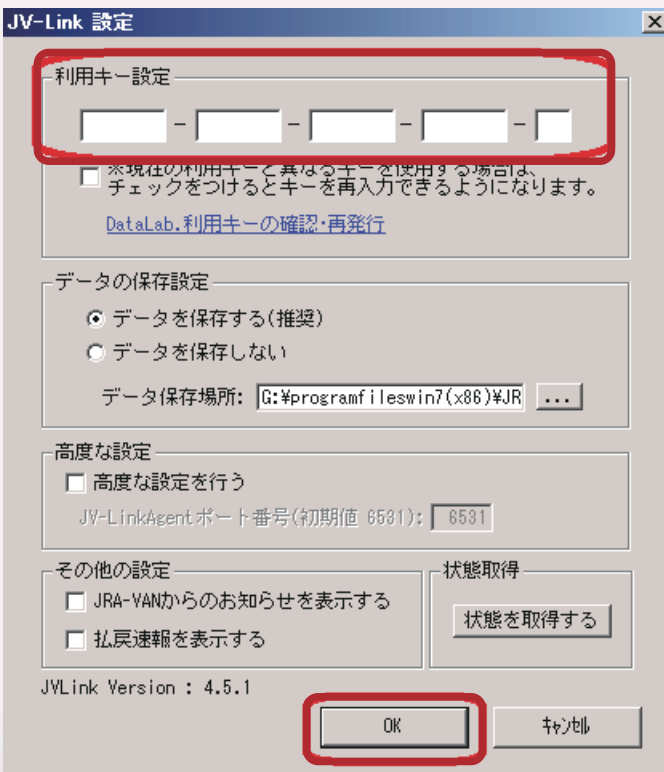 JV-Link 設定
利用キー設定
- - - -
※現在の利用キーと異なるキーを使用する場合は、
チェックをつけるとキーを再入力できるようになります。
DataLab.利用キーの確認・再発行
データの保存設定
データを保存する(推奨)
データを保存しない
データ保存場所: G:¥programfileswin7(x86)¥JR ...
高度な設定
高度な設定を行う
JV-LinkAgentポート番号(初期値 6531): 6531
その他の設定
JRA-VANからのお知らせを表示する
払戻速報を表示する
状態取得
状態を取得する
JVLink Version : 4.5.1
OK ｷｬﾝｾﾙ